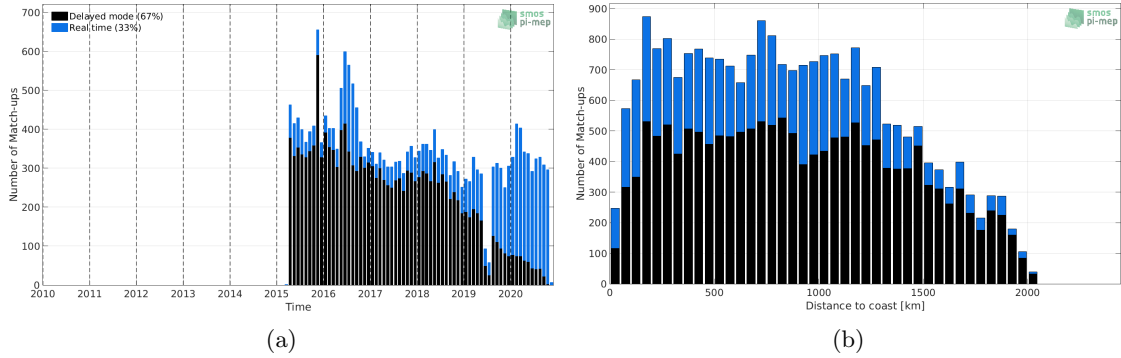 Delayed mode (67%)
Real time (33%)
smos
pi-mep
Number of Match-ups
700
600
500
400
300
200
100
0
2010 2011 2012 2013 2014 2015 2016 2017 2018 2019 2020
Time
(a)
smos
pi-mep
Number of Match-ups
900
800
700
600
500
400
300
200
100
0
0 500 1000 1500 2000
Distance to coast [km]
(b)